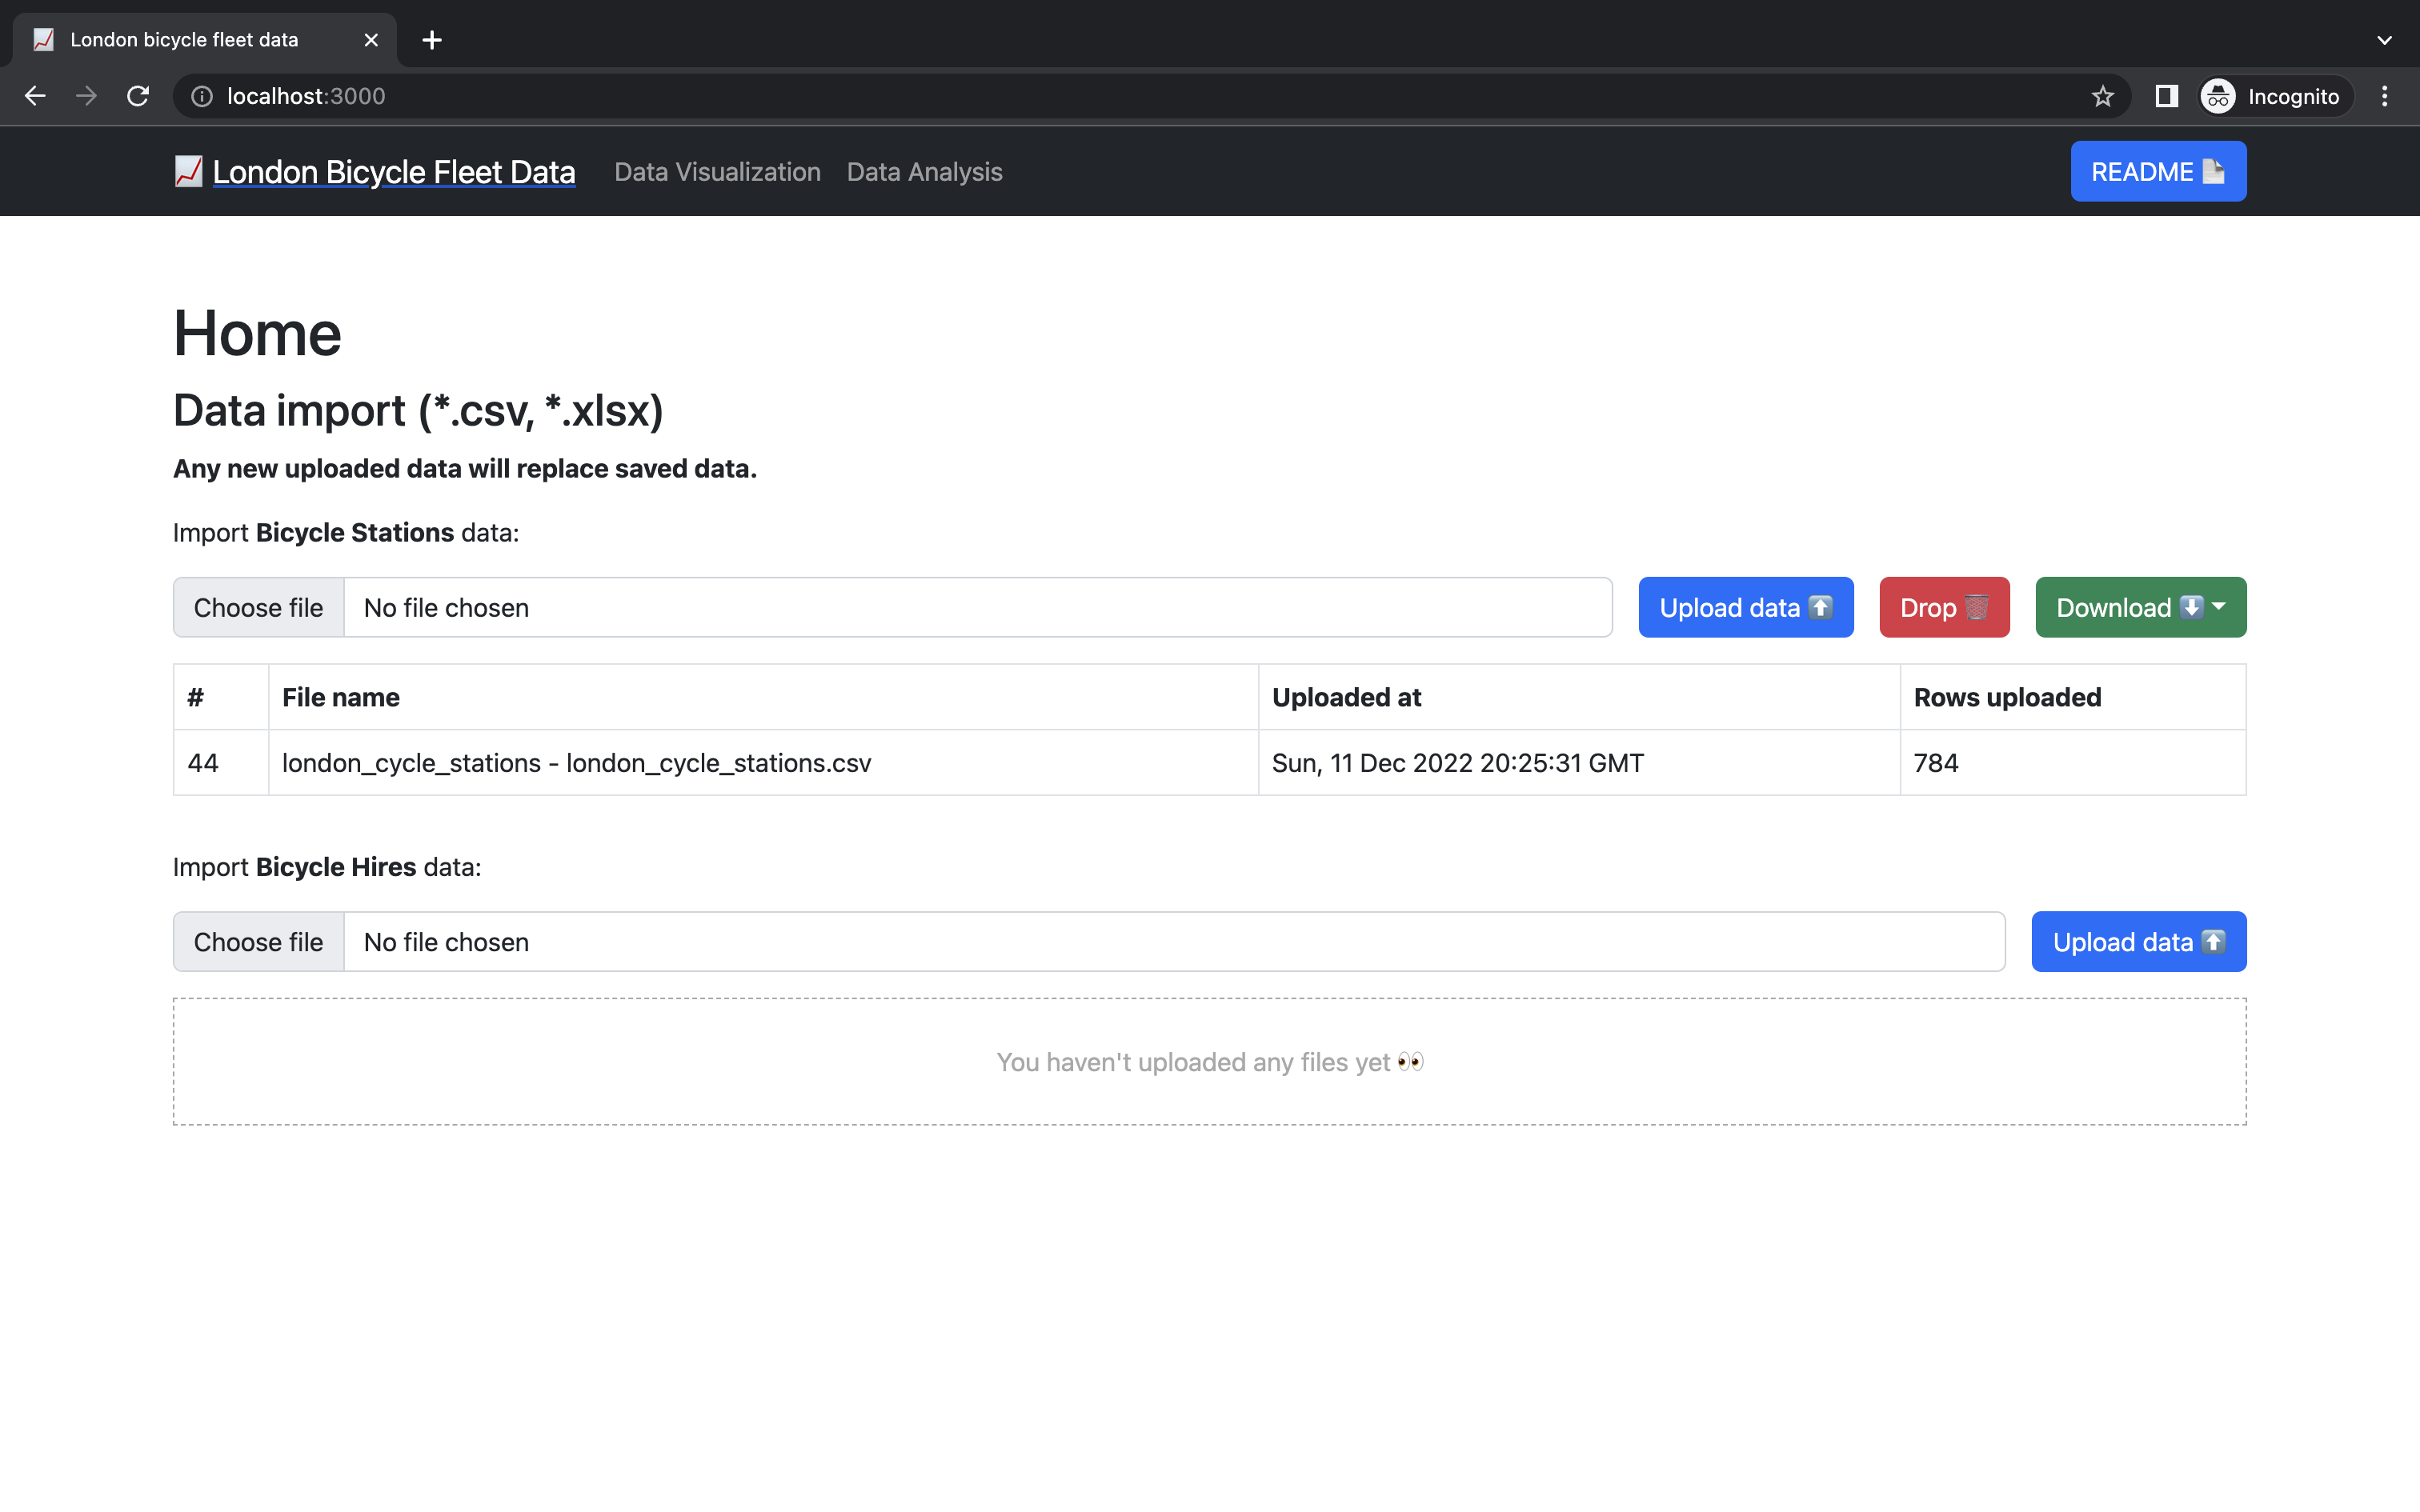 London bicycle fleet data
localhost:3000
Incognito
London Bicycle Fleet Data Data Visualization Data Analysis README
Home
Data import (*.csv, *.xlsx)
Any new uploaded data will replace saved data.
Import Bicycle Stations data:
Choose file No file chosen Upload data Drop Download
# File name Uploaded at Rows uploaded
44 london_cycle_stations - london_cycle_stations.csv Sun, 11 Dec 2022 20:25:31 GMT 784
Import Bicycle Hires data:
Choose file No file chosen Upload data
You haven't uploaded any files yet 👀